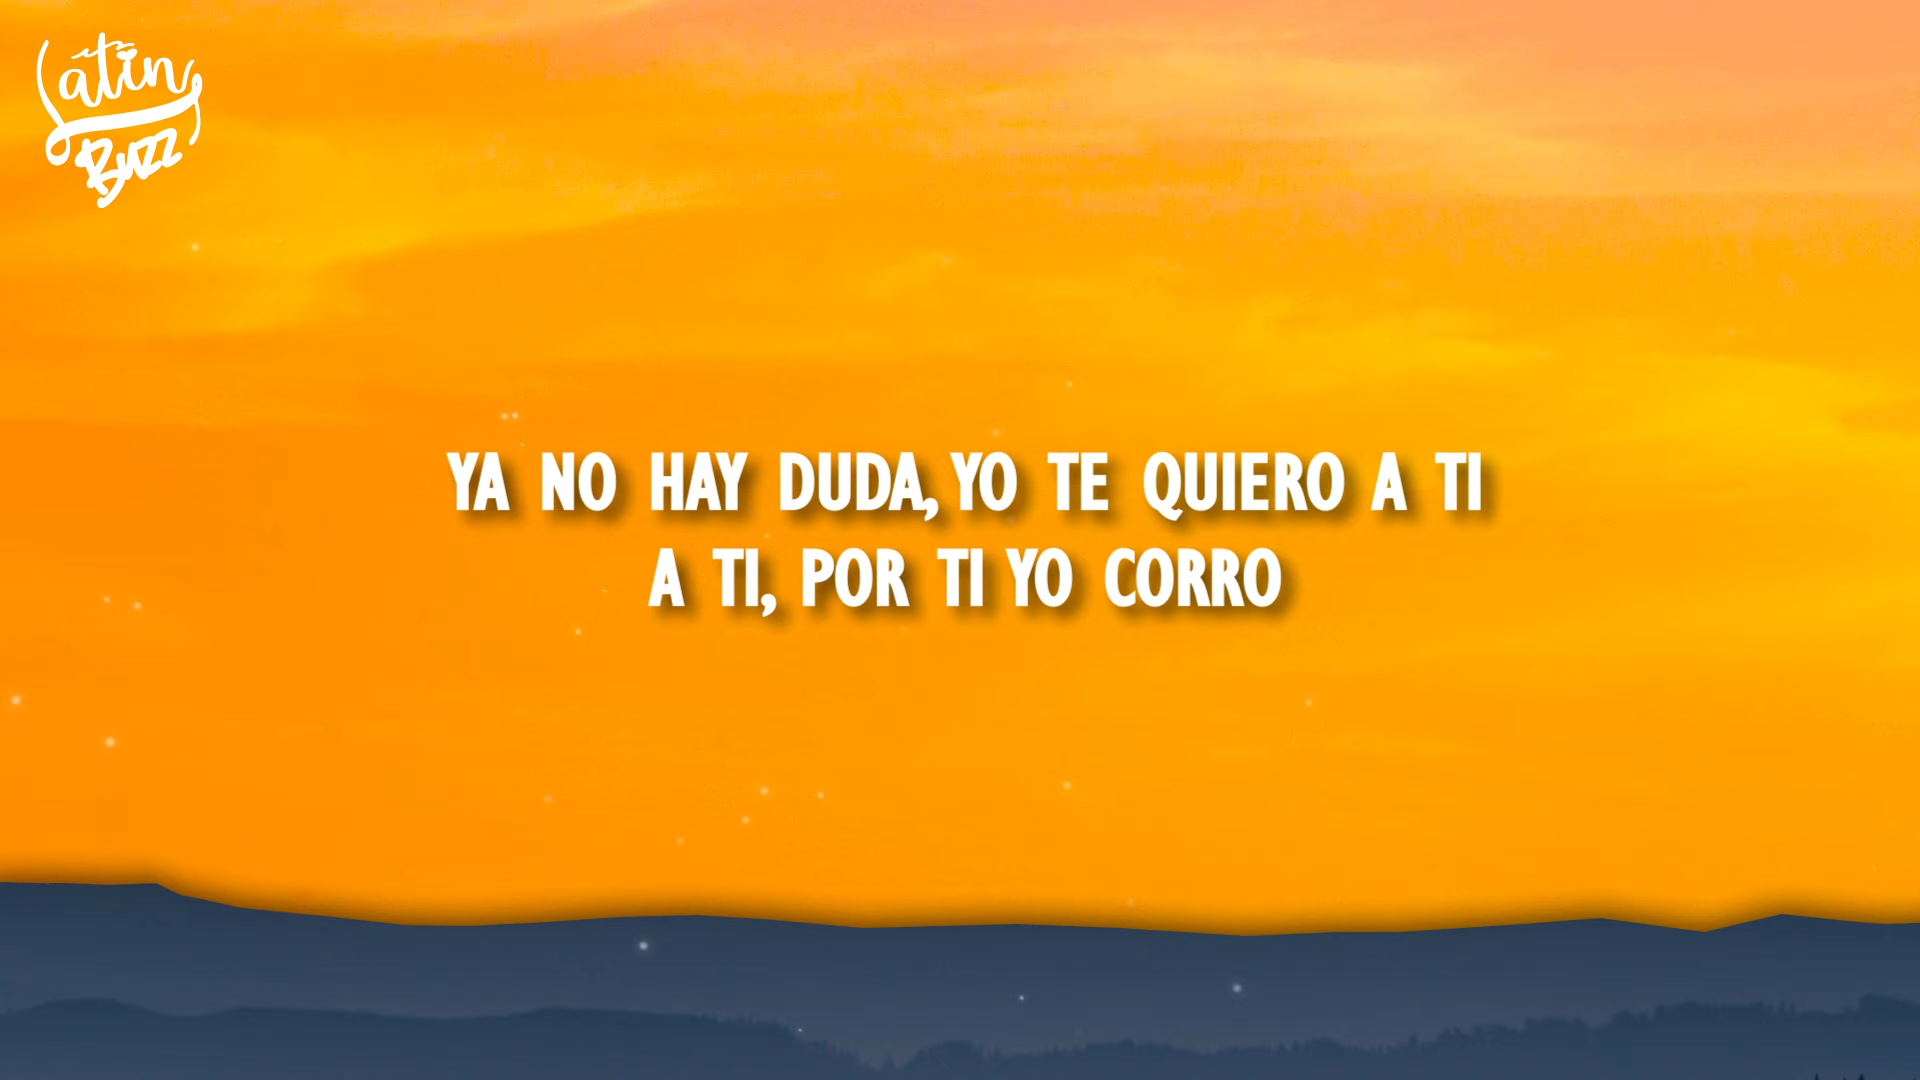 Latin
Buzz
YA NO HAY DUDA, YO TE QUIERO A TI
A TI, POR TI YO CORRO